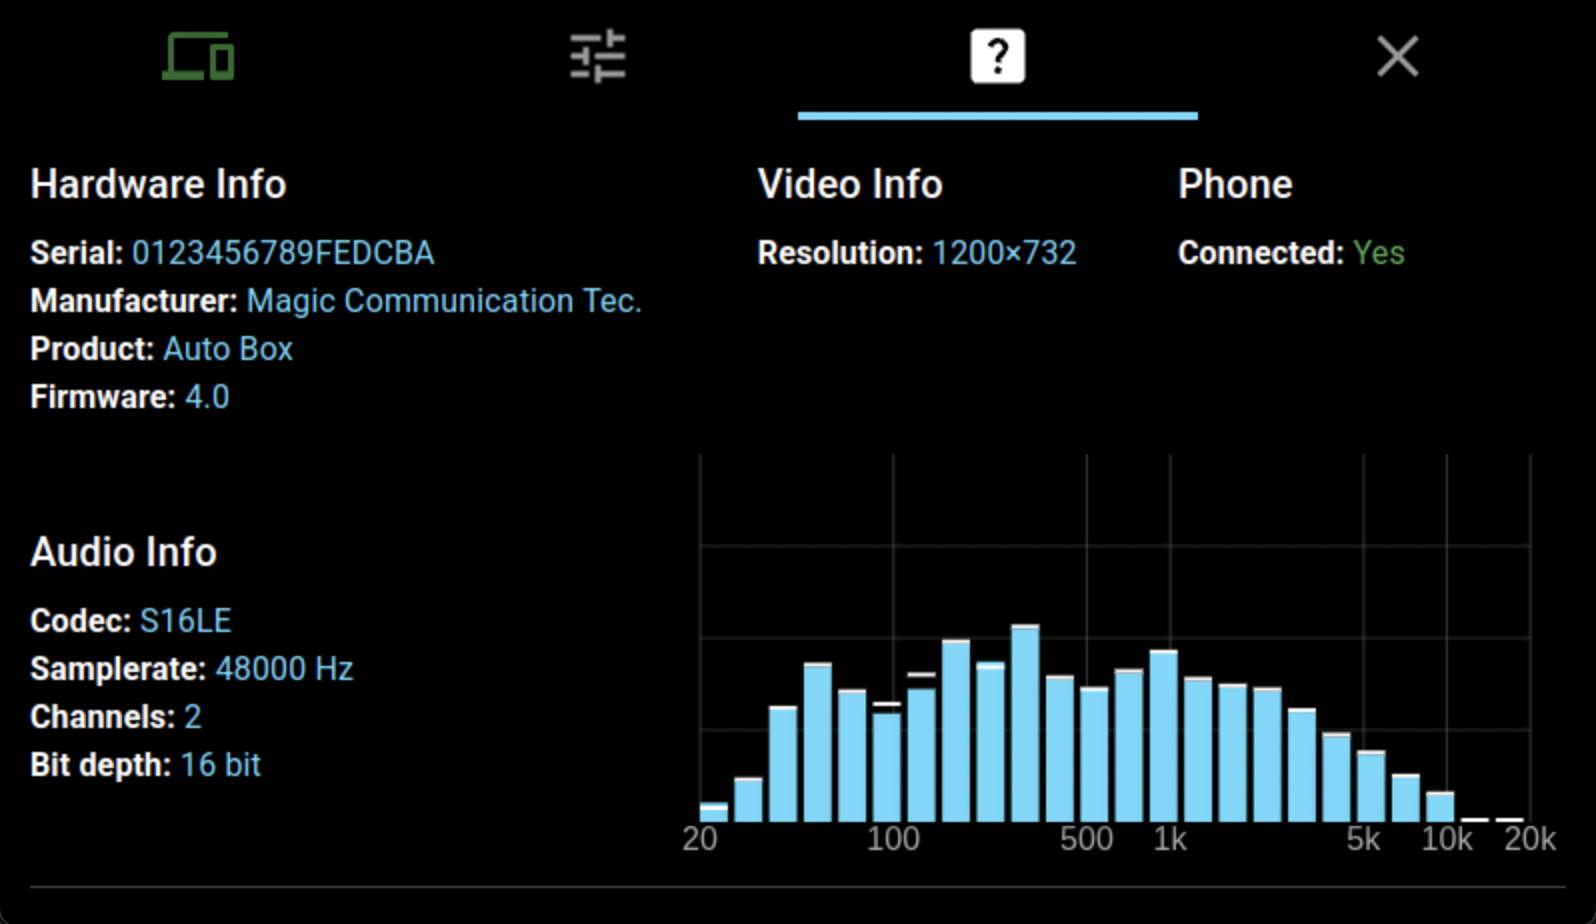 ?
Hardware Info
Serial: 0123456789FEDCBA
Manufacturer: Magic Communication Tec.
Product: Auto Box
Firmware: 4.0
Video Info
Resolution: 1200×732
Phone
Connected: Yes
Audio Info
Codec: S16LE
Samplerate: 48000 Hz
Channels: 2
Bit depth: 16 bit
20 100 500 1k 5k 10k 20k